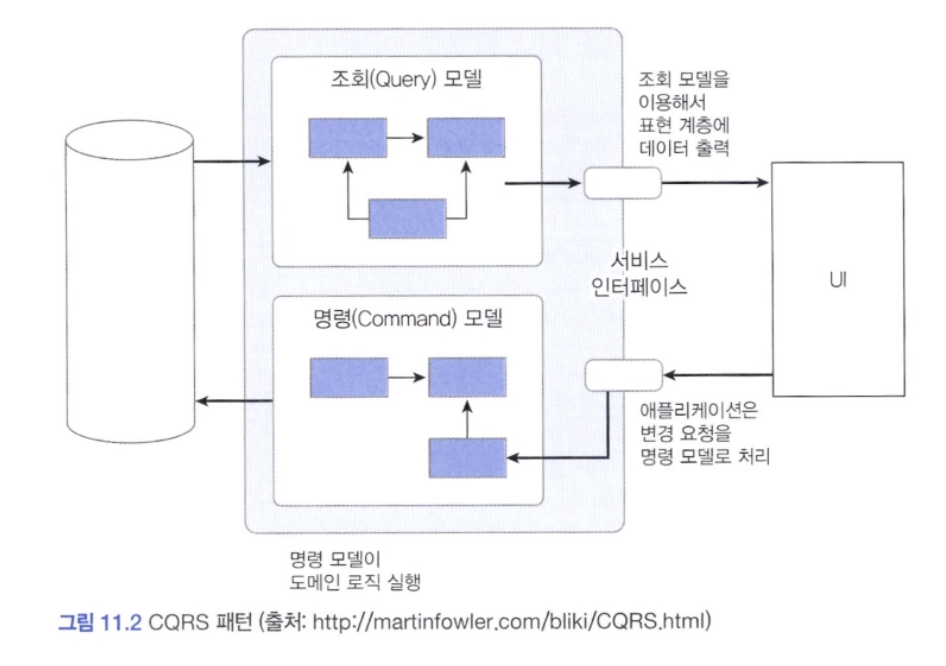 조회(Query) 모델
조회 모델을
이용해서
표현 계층에
데이터 출력
서비스
인터페이스
UI
명령(Command) 모델
애플리케이션은
변경 요청을
명령 모델로 처리
명령 모델이
도메인 로직 실행
그림 11.2 CQRS 패턴 (출처: http://martinfowler.com/bliki/CQRS.html)